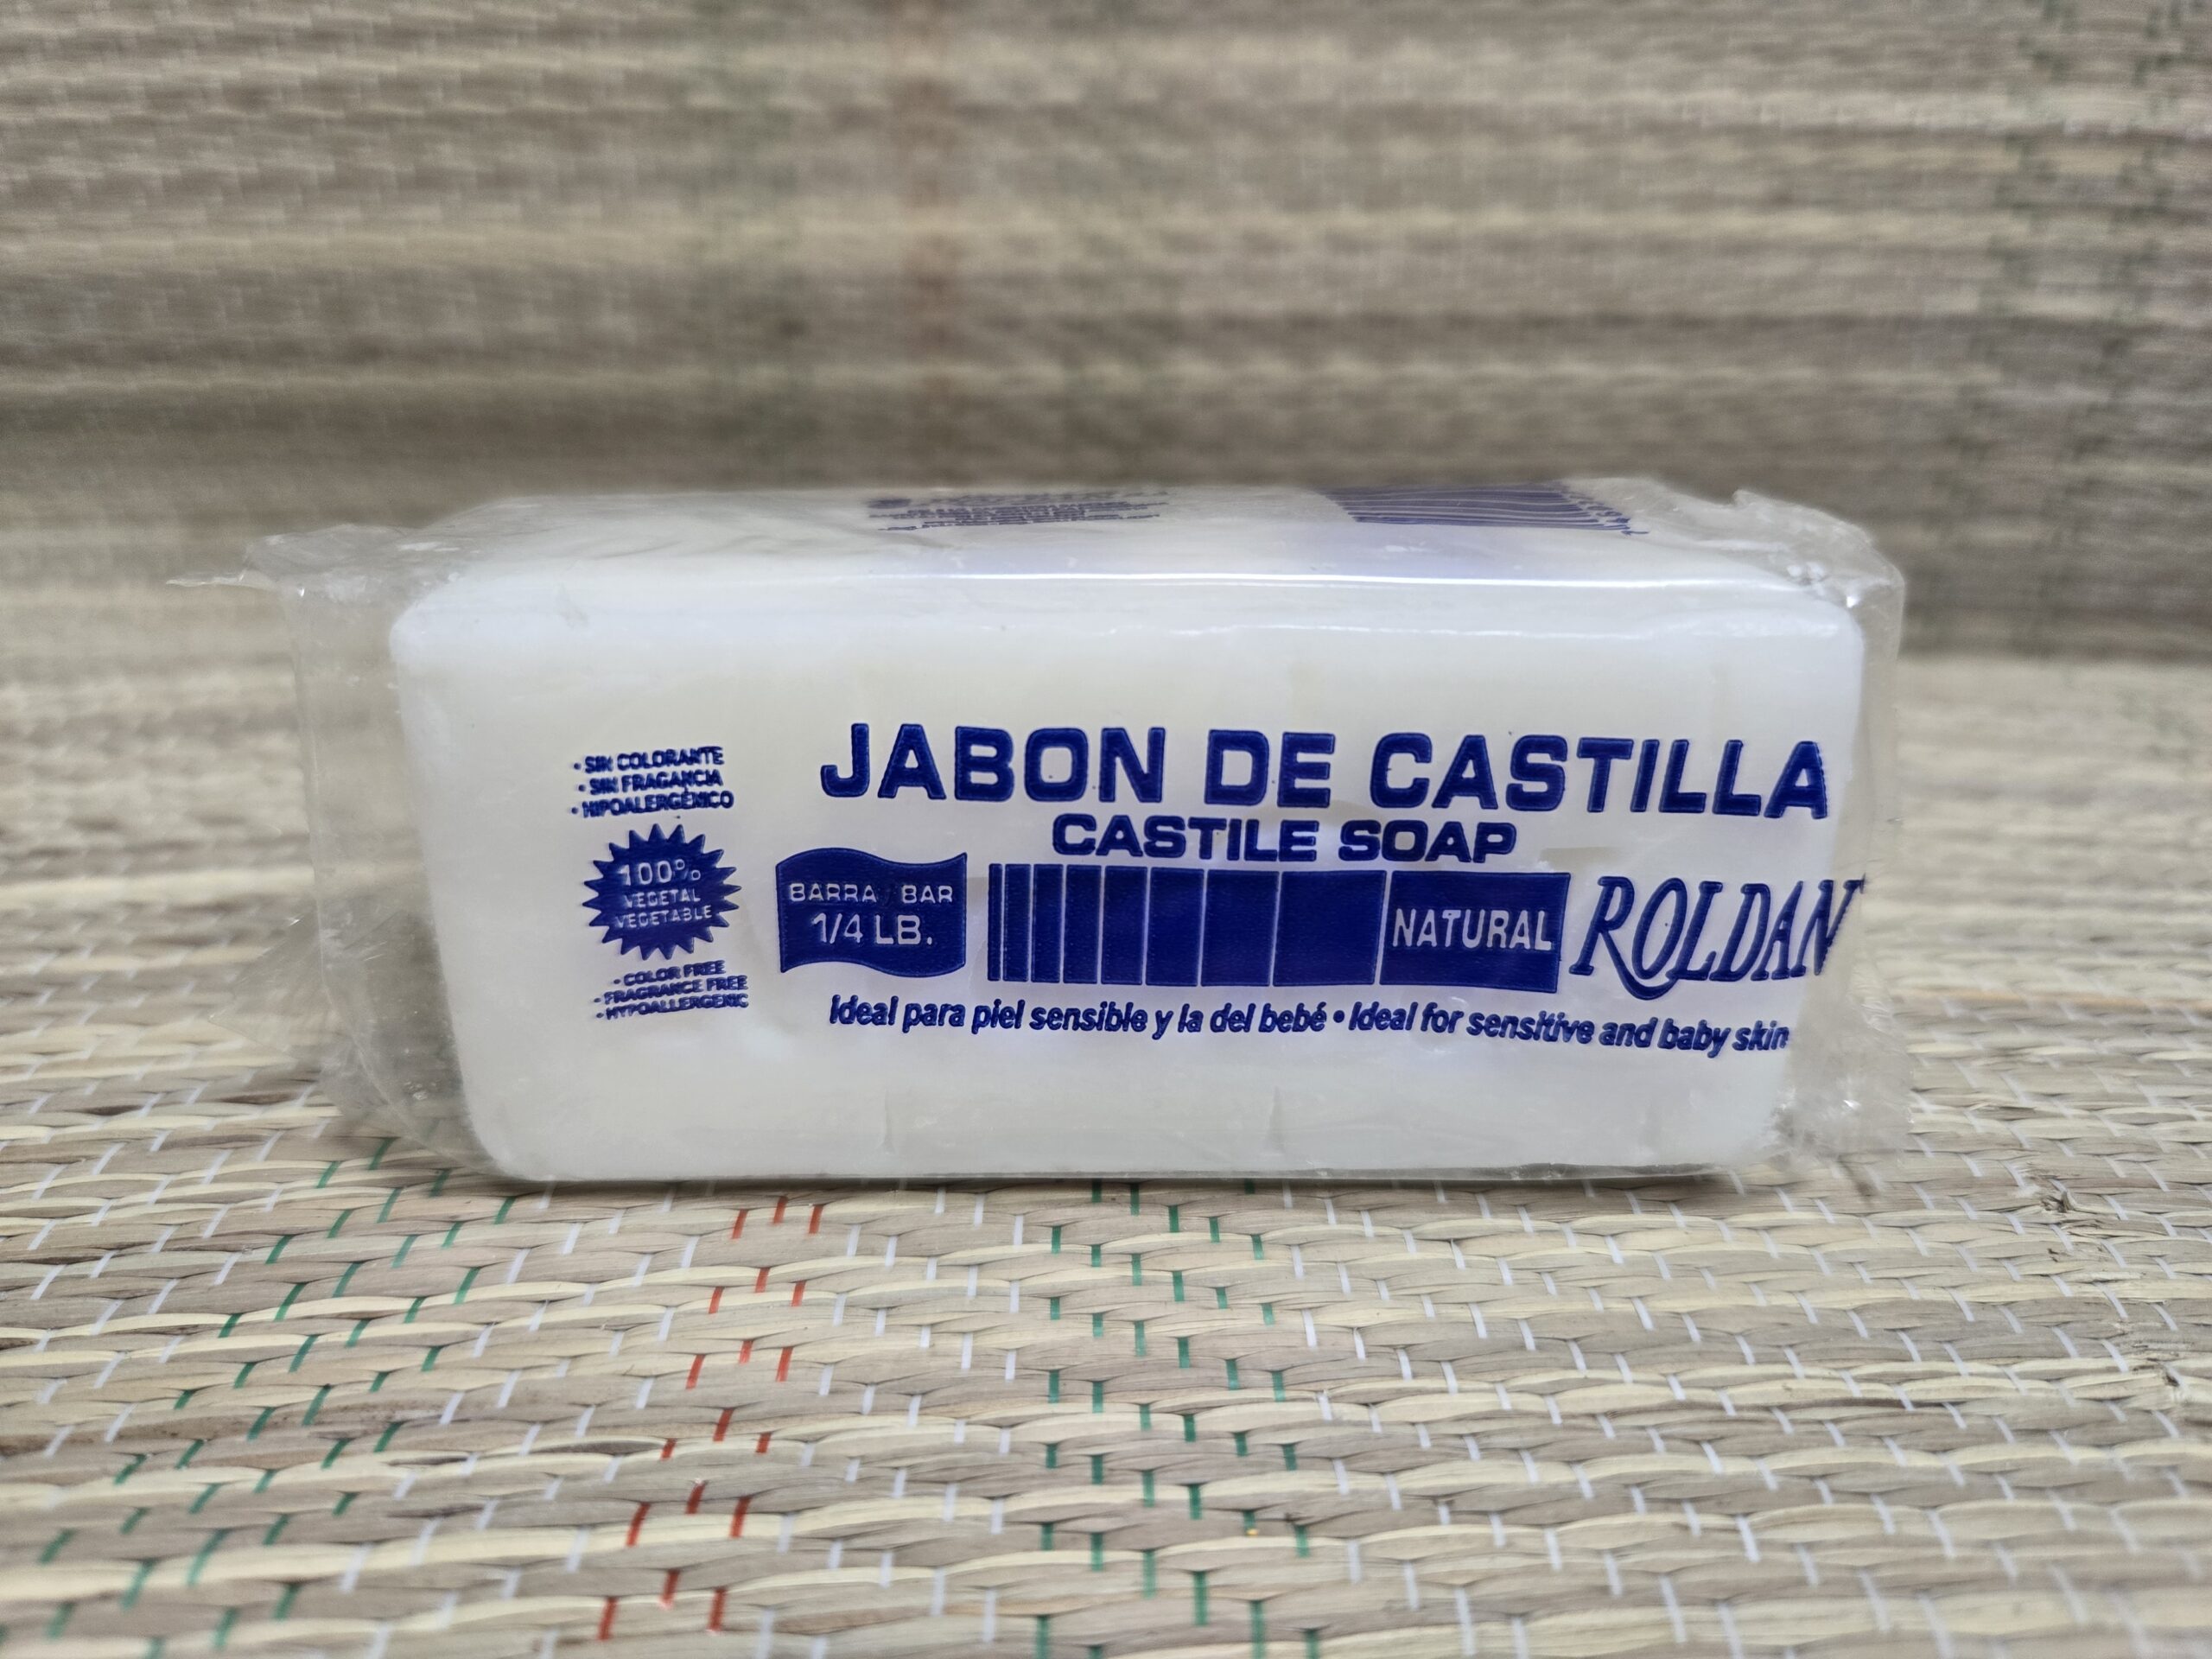 • SIN COLORANTE
• SIN FRAGANCIA
• HIPOALERGÉNICO
100%
VEGETAL
VEGETABLE
• COLOR FREE
• FRAGRANCE FREE
• HYPOALLERGENIC
JABON DE CASTILLA
CASTILE SOAP
BARRA BAR
1/4 LB.
NATURAL
ROLDAN
Ideal para piel sensible y la del bebé • Ideal for sensitive and baby skin